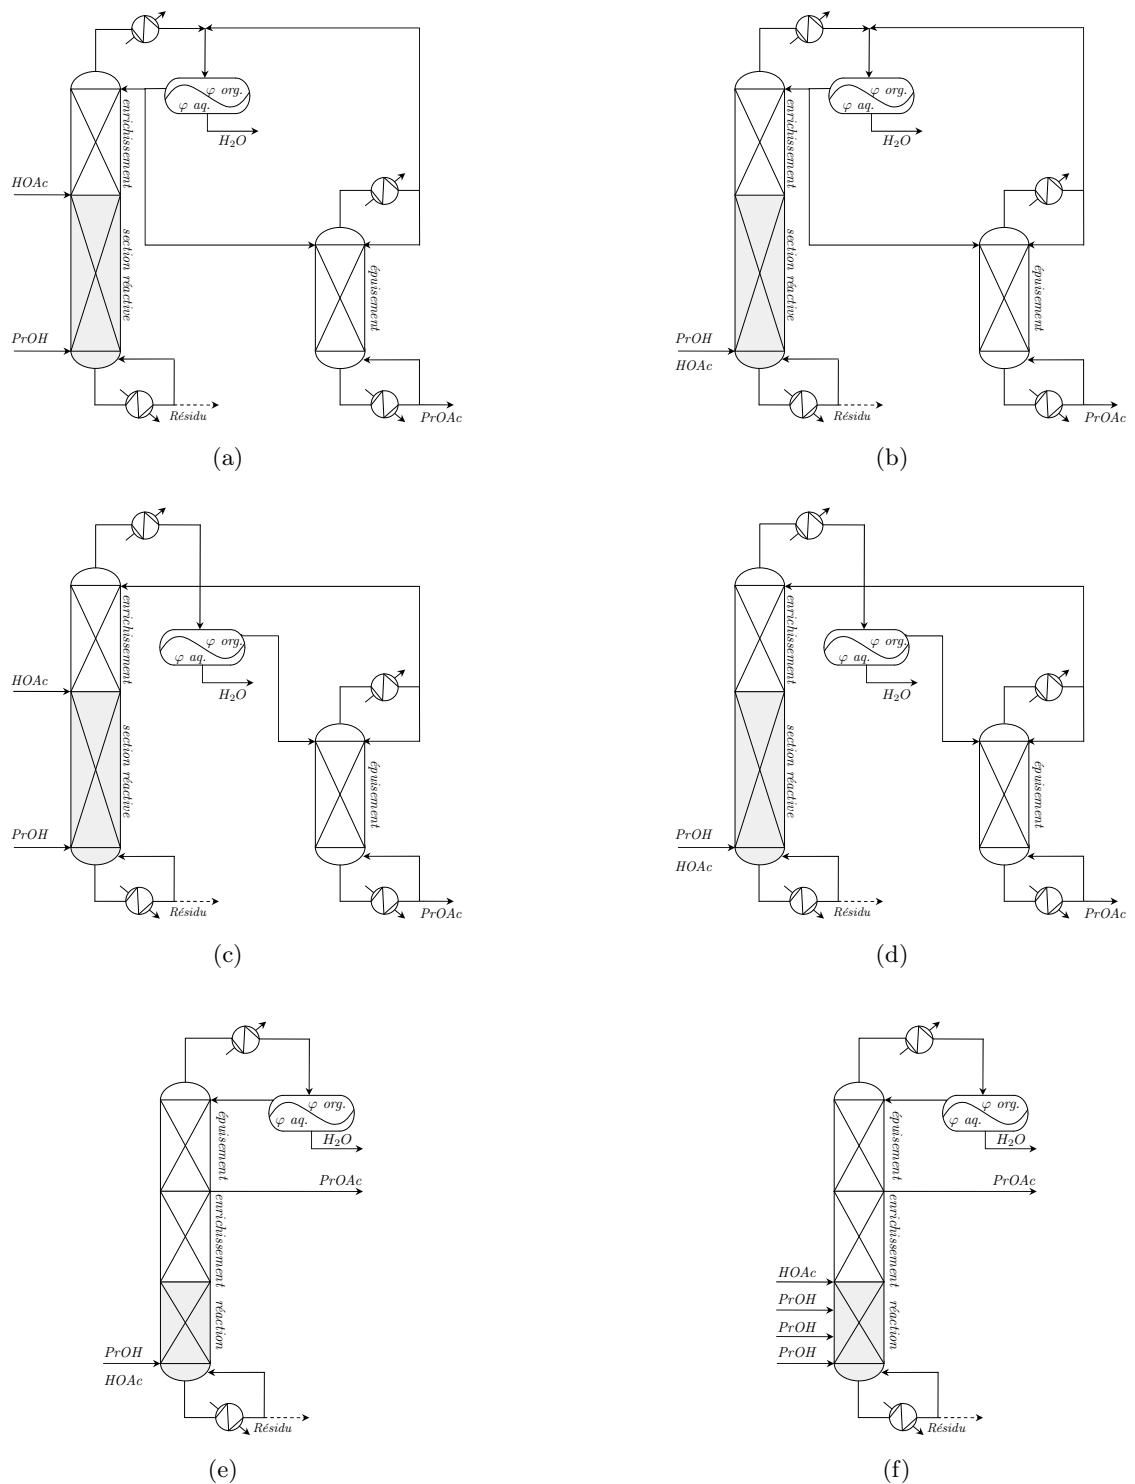 φ org.
φ aq.
H₂O
enrichissement
HOAc
section réactive
PrOH
Résidu
épuisement
PrOAc
(a)
φ org.
φ aq.
H₂O
enrichissement
section réactive
PrOH
HOAc
Résidu
épuisement
PrOAc
(b)
enrichissement
φ org.
φ aq.
H₂O
HOAc
section réactive
PrOH
Résidu
épuisement
PrOAc
(c)
enrichissement
φ org.
φ aq.
H₂O
section réactive
PrOH
HOAc
Résidu
épuisement
PrOAc
(d)
φ org.
φ aq.
H₂O
épuisement
PrOAc
enrichissement
réaction
PrOH
HOAc
Résidu
(e)
φ org.
φ aq.
H₂O
épuisement
PrOAc
enrichissement
HOAc
PrOH
PrOH
PrOH
réaction
Résidu
(f)